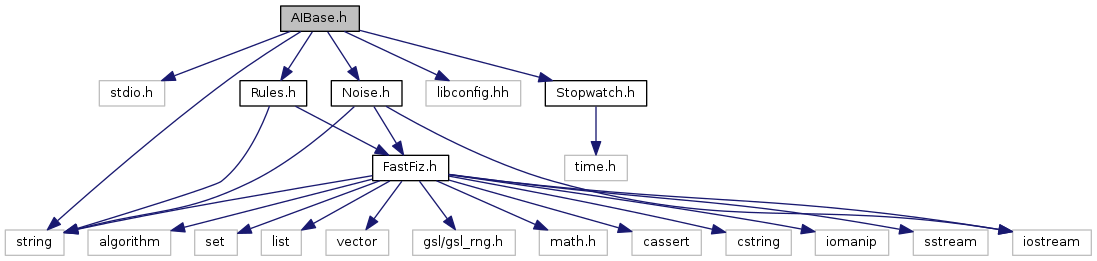 AIBase.h
stdio.h
Rules.h
Noise.h
libconfig.hh
Stopwatch.h
FastFiz.h
time.h
string
algorithm
set
list
vector
gsl/gsl_rng.h
math.h
cassert
cstring
iomanip
sstream
iostream